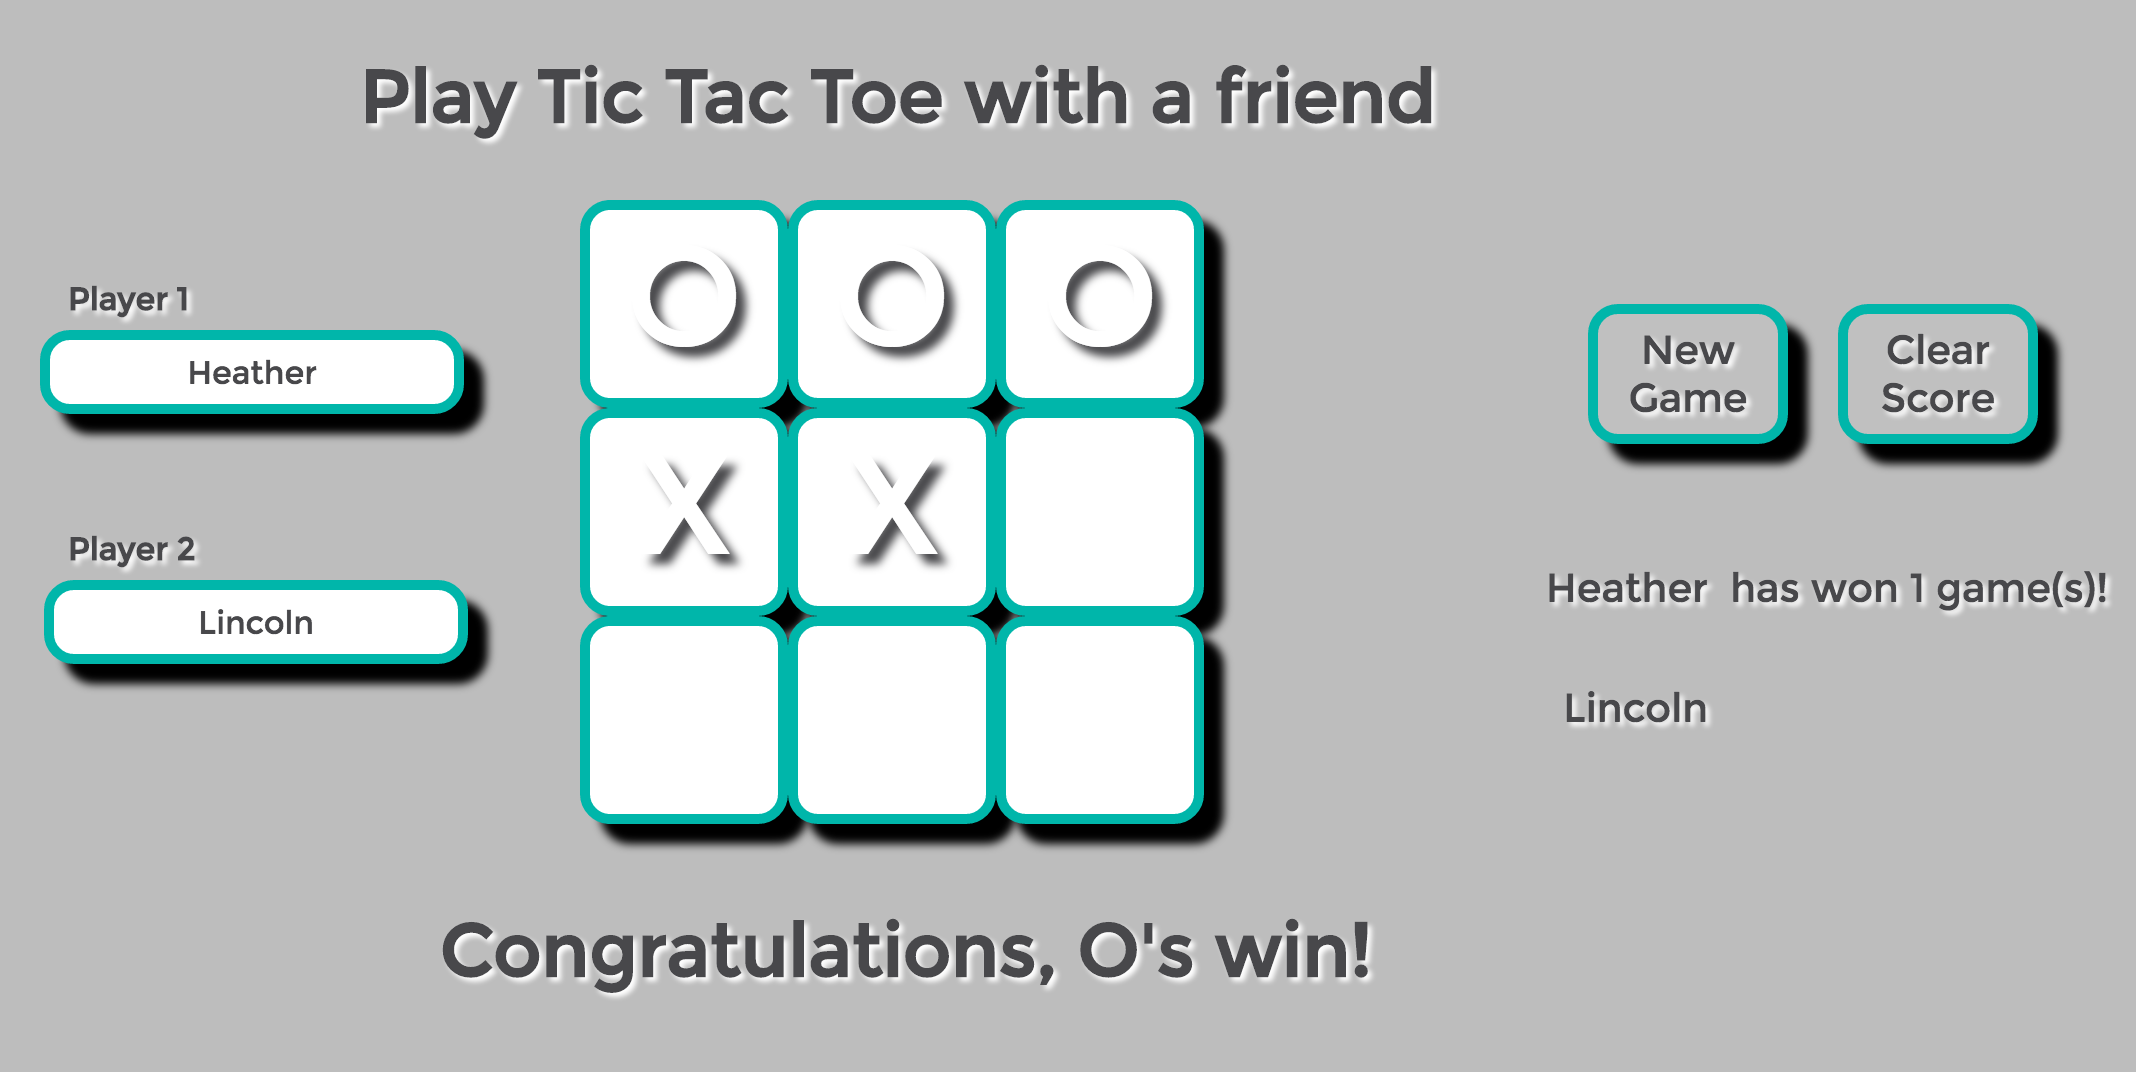 Play Tic Tac Toe with a friend
Player 1
Heather
Player 2
Lincoln
O O O
X X
New
Game
Clear
Score
Heather has won 1 game(s)!
Lincoln
Congratulations, O's win!